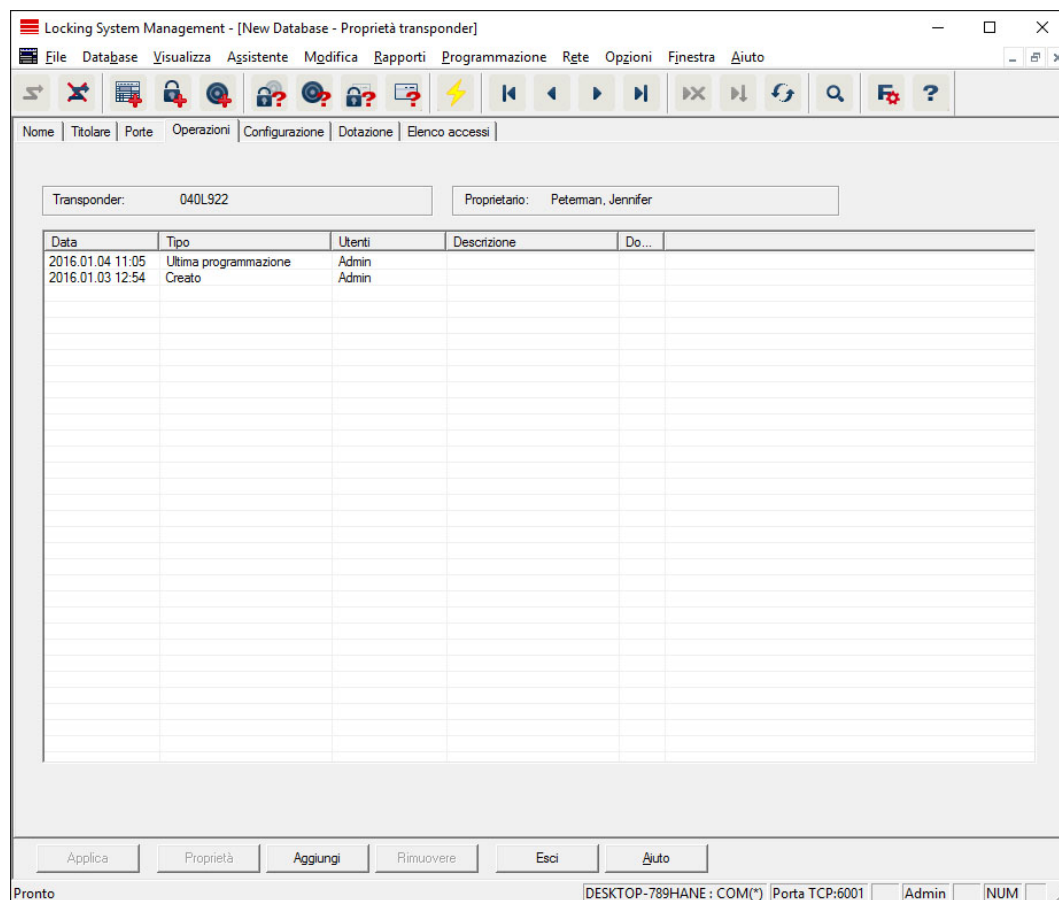 Locking System Management - [New Database - Proprietà transponder]
File Database Visualizza Assistente Modifica Rapporti Programmazione Rete Opzioni Finestra Aiuto
Nome Titolare Porte Operazioni Configurazione Dotazione Elenco accessi
Transponder: 040L922 Proprietario: Peterman, Jennifer
Data Tipo Utenti Descrizione Do...
2016.01.04 11:05 Ultima programmazione Admin
2016.01.03 12:54 Creato Admin
Applica Proprietà Aggiungi Rimuovere Esci Aiuto
Pronto DESKTOP-789HANE : COM(*) Porta TCP:6001 Admin NUM